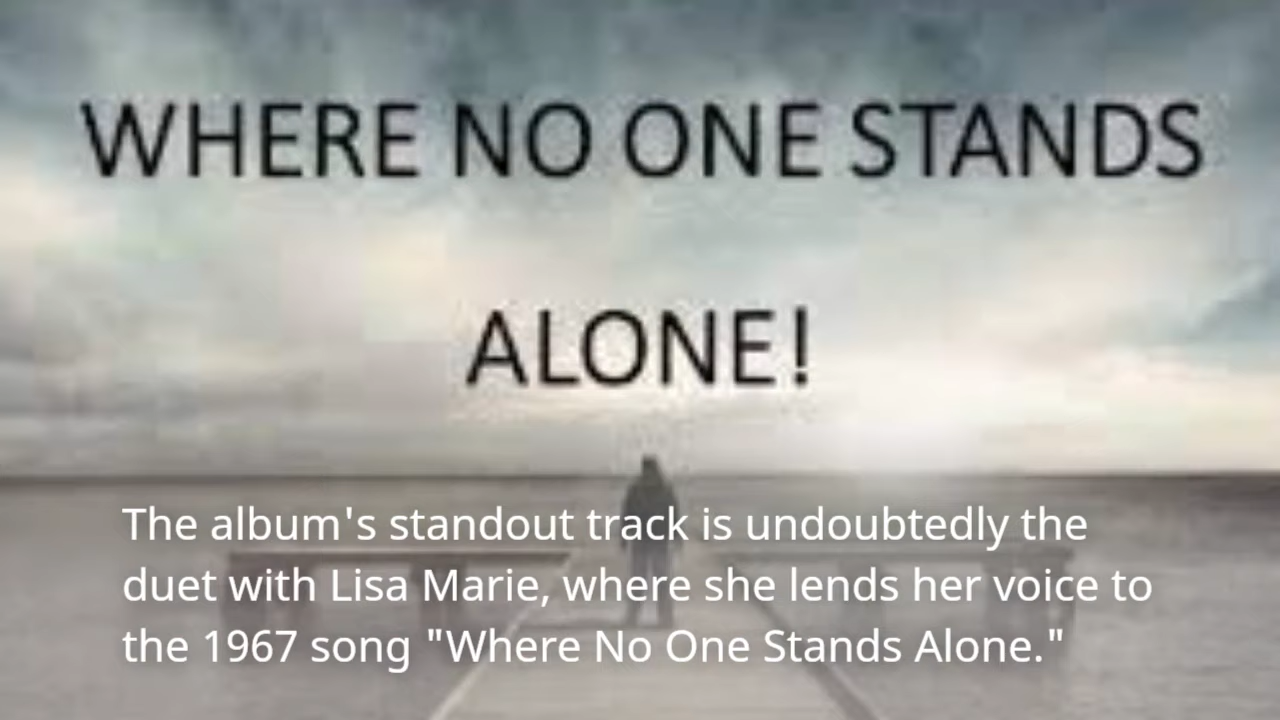 WHERE NO ONE STANDS
ALONE!
The album's standout track is undoubtedly the
duet with Lisa Marie, where she lends her voice to
the 1967 song "Where No One Stands Alone."